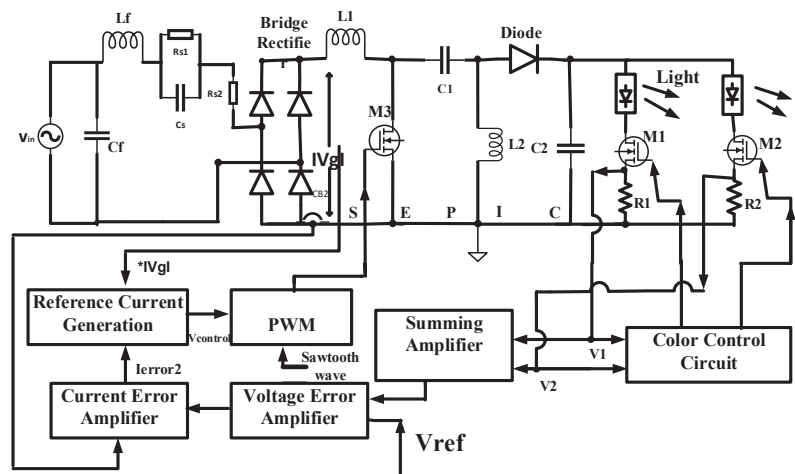 Lf
Rs1
Cs
Rs2
Vin
Cf
Bridge
Rectifie
r
L1
IVgI
CB2
M3
C1
Diode
L2
C2
Light
M1
M2
R1
R2
S E P I C
*IVgI
Reference Current
Generation
Vcontrol
PWM
Sawtooth
wave
Summing
Amplifier
V1
V2
Color Control
Circuit
Ierror2
Current Error
Amplifier
Voltage Error
Amplifier
Vref